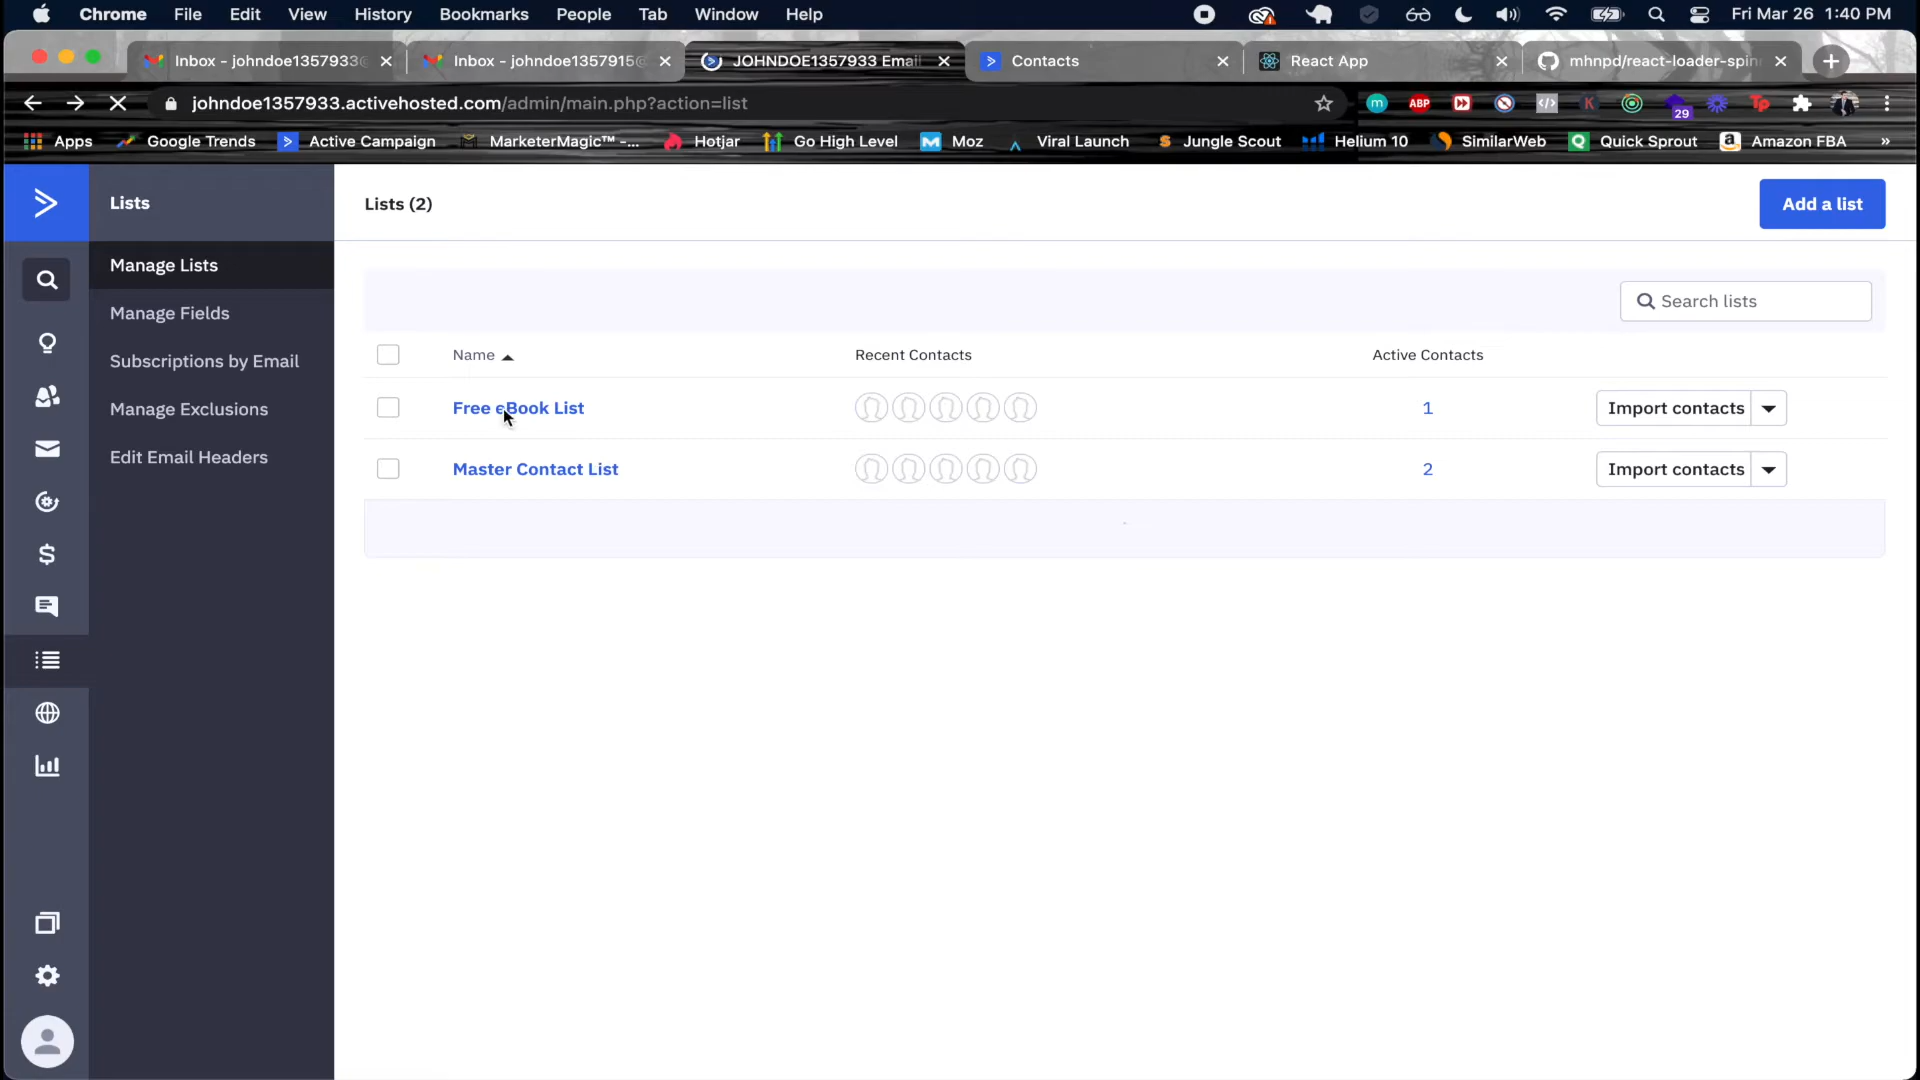 Chrome File Edit View History Bookmarks People Tab Window Help Fri Mar 26 1:40 PM
Inbox - johndoe1357933@ Inbox - johndoe1357915@ JOHNDOE1357933 Email Contacts React App mhnpd/react-loader-spin
johndoe1357933.activehosted.com/admin/main.php?action=list ABP K 29 Tp
Apps Google Trends Active Campaign MarketerMagic™ -... Hotjar Go High Level Moz Viral Launch Jungle Scout Helium 10 SimilarWeb Quick Sprout Amazon FBA »
Lists
Lists (2)
Add a list
Manage Lists
Manage Fields
Subscriptions by Email
Manage Exclusions
Edit Email Headers
Search lists
Name Recent Contacts Active Contacts
Free eBook List 1 Import contacts
Master Contact List 2 Import contacts